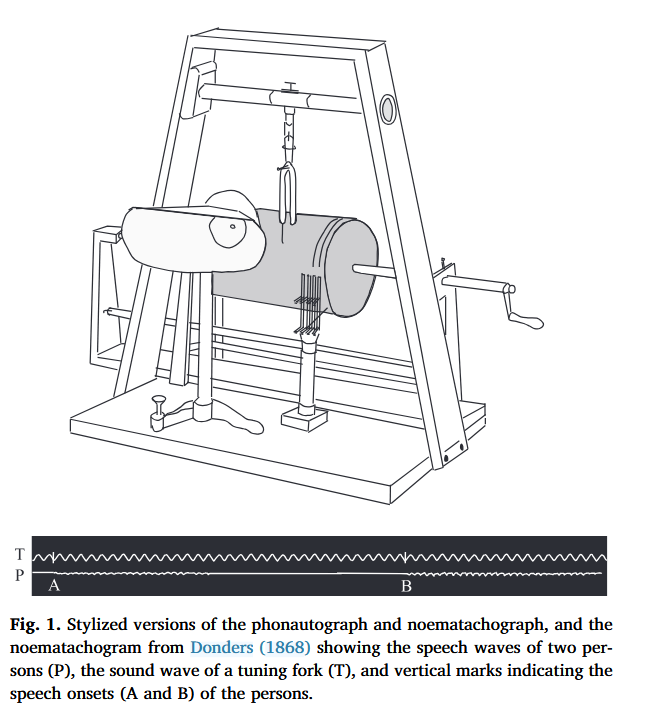 T
P
A B
Fig. 1. Stylized versions of the phonautograph and noematachograph, and the
noematachogram from Donders (1868) showing the speech waves of two per-
sons (P), the sound wave of a tuning fork (T), and vertical marks indicating the
speech onsets (A and B) of the persons.